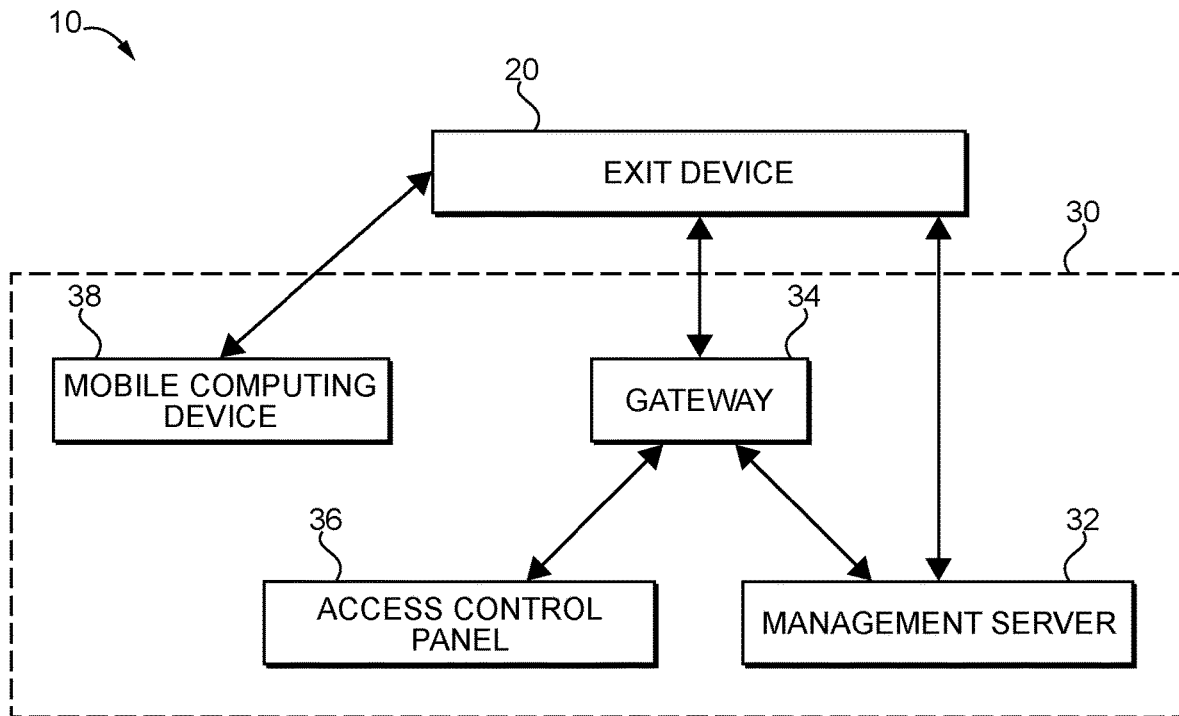 10
20
EXIT DEVICE
30
38
34
MOBILE COMPUTING
DEVICE
GATEWAY
36
32
ACCESS CONTROL
PANEL
MANAGEMENT SERVER